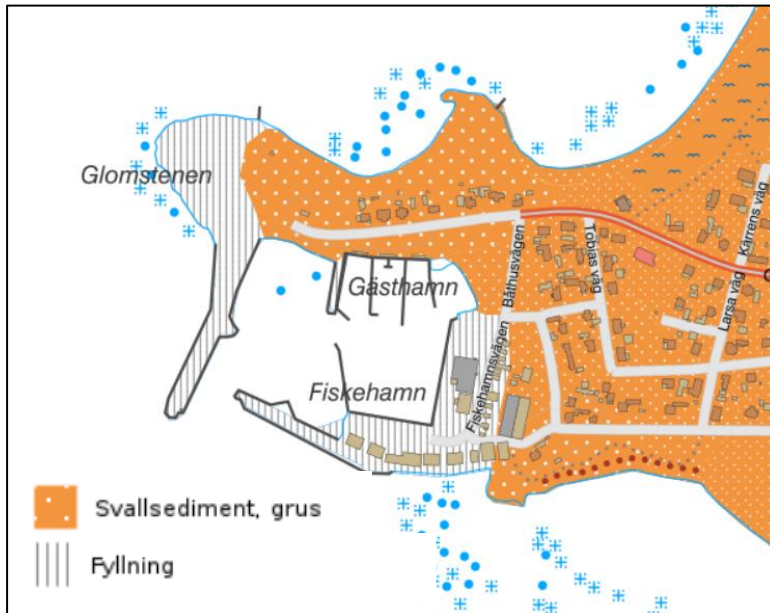 Glomstenen
Gästhamn
Fiskehamn
Båthusvägen
Fiskehamnsvägen
Tobias väg
Larsa väg
Kärrens väg
Svallsediment, grus
Fyllning